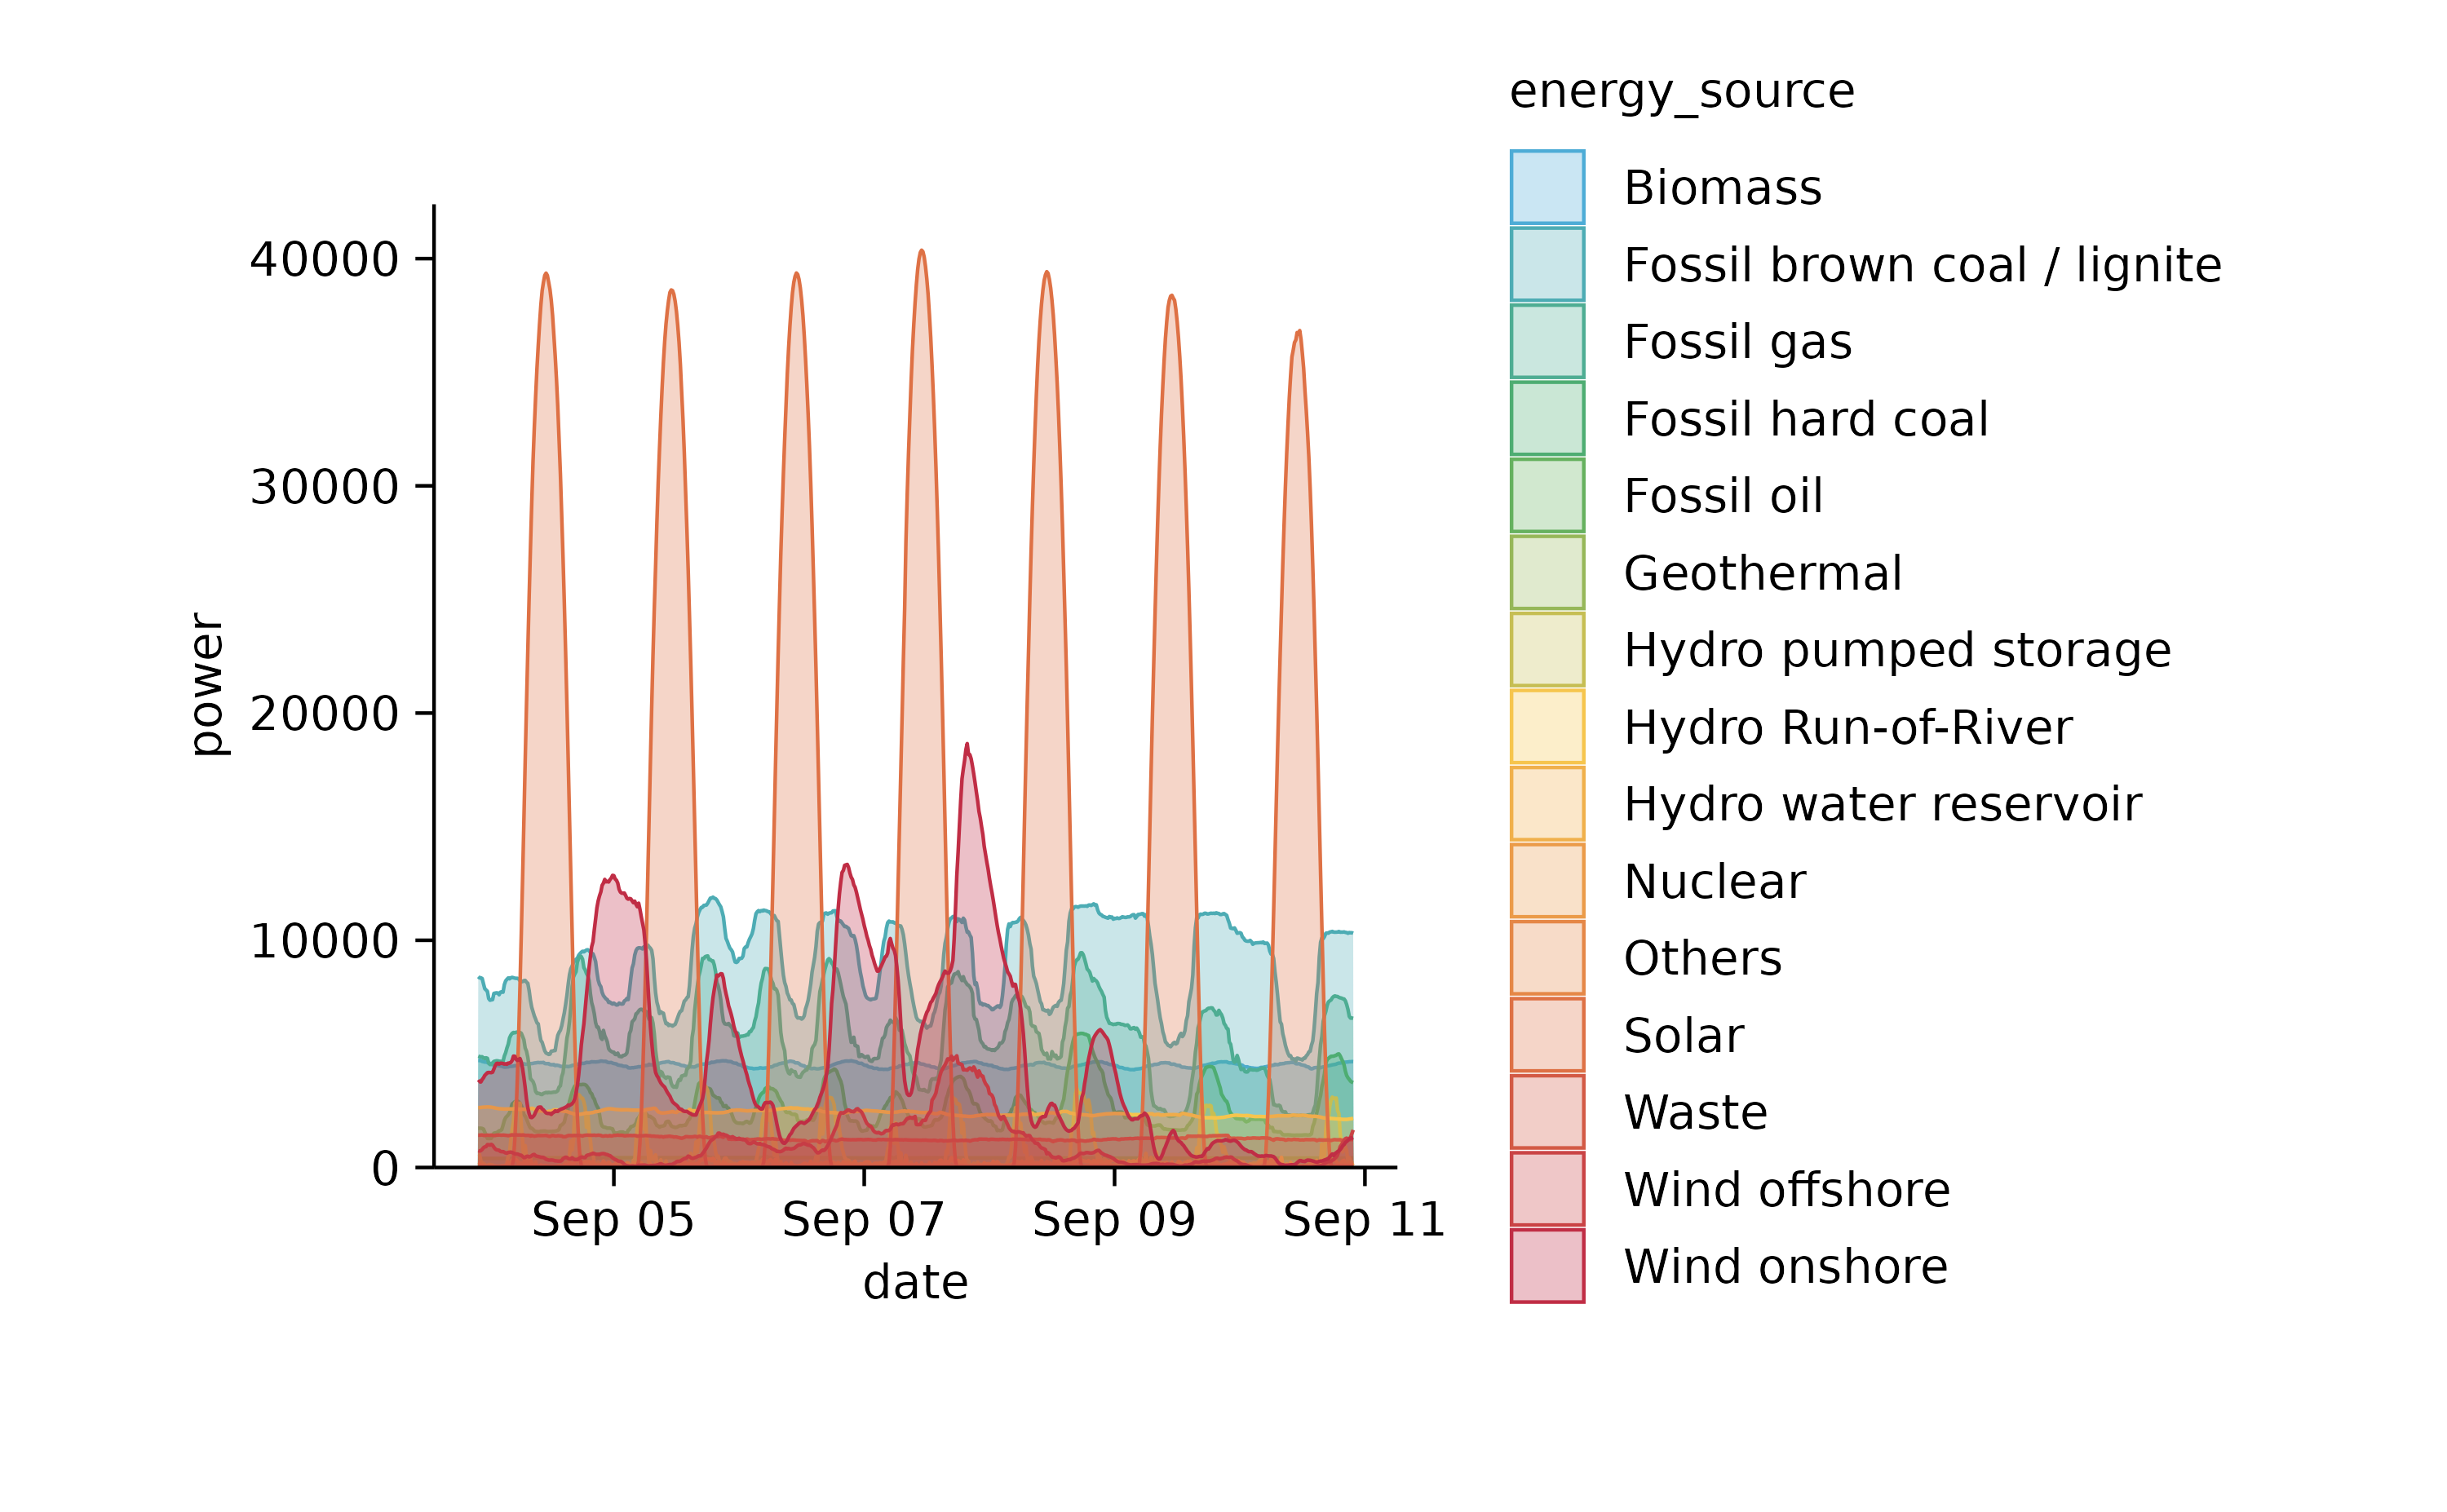 energy_source
Biomass
Fossil brown coal / lignite
Fossil gas
Fossil hard coal
Fossil oil
Geothermal
Hydro pumped storage
Hydro Run-of-River
Hydro water reservoir
Nuclear
Others
Solar
Waste
Wind offshore
Wind onshore
power
40000
30000
20000
10000
0
Sep 05 Sep 07 Sep 09 Sep 11
date